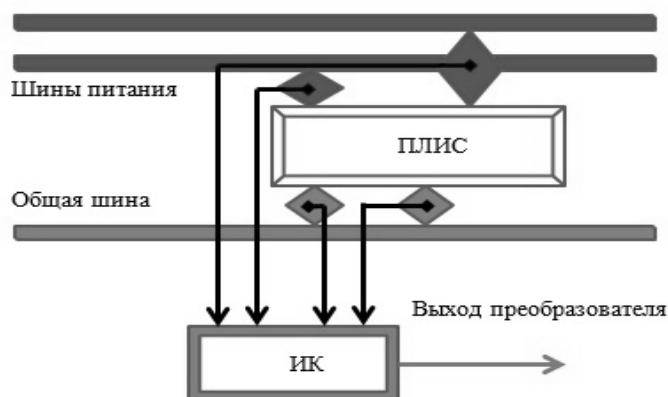 Шины питания
ПЛИС
Общая шина
Выход преобразователя
ИК